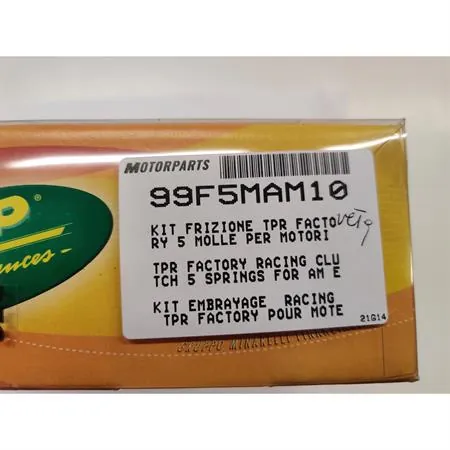 MOTORPARTS
99F5MAM10
KIT FRIZIONE TPR FACTO
RY 5 MOLLE PER MOTORI
TPR FACTORY RACING CLU
TCH 5 SPRINGS FOR AM E
KIT EMBRAYAGE RACING
TPR FACTORY POUR MOTE
21G14
P®
ances-